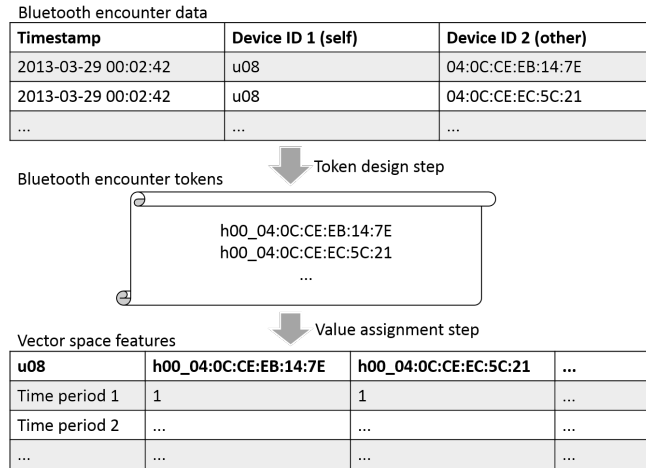 Bluetooth encounter data
Timestamp Device ID 1 (self) Device ID 2 (other)
2013-03-29 00:02:42 u08 04:0C:CE:EB:14:7E
2013-03-29 00:02:42 u08 04:0C:CE:EC:5C:21
... ... ...
Token design step
Bluetooth encounter tokens
h00_04:0C:CE:EB:14:7E
h00_04:0C:CE:EC:5C:21
...
Value assignment step
Vector space features
u08 h00_04:0C:CE:EB:14:7E h00_04:0C:CE:EC:5C:21 ...
Time period 1 1 1 ...
Time period 2 ... ... ...
... ... ... ...